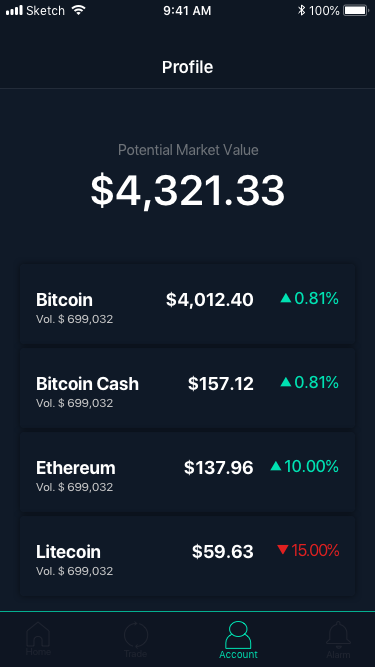 Sketch 9:41 AM 100%
Profile
Potential Market Value
$4,321.33
Bitcoin $4,012.40 ▲0.81%
Vol. $ 699,032
Bitcoin Cash $157.12 ▲0.81%
Vol. $ 699,032
Ethereum $137.96 ▲10.00%
Vol. $ 699,032
Litecoin $59.63 ▼15.00%
Vol. $ 699,032
Home Trade Account Alarm